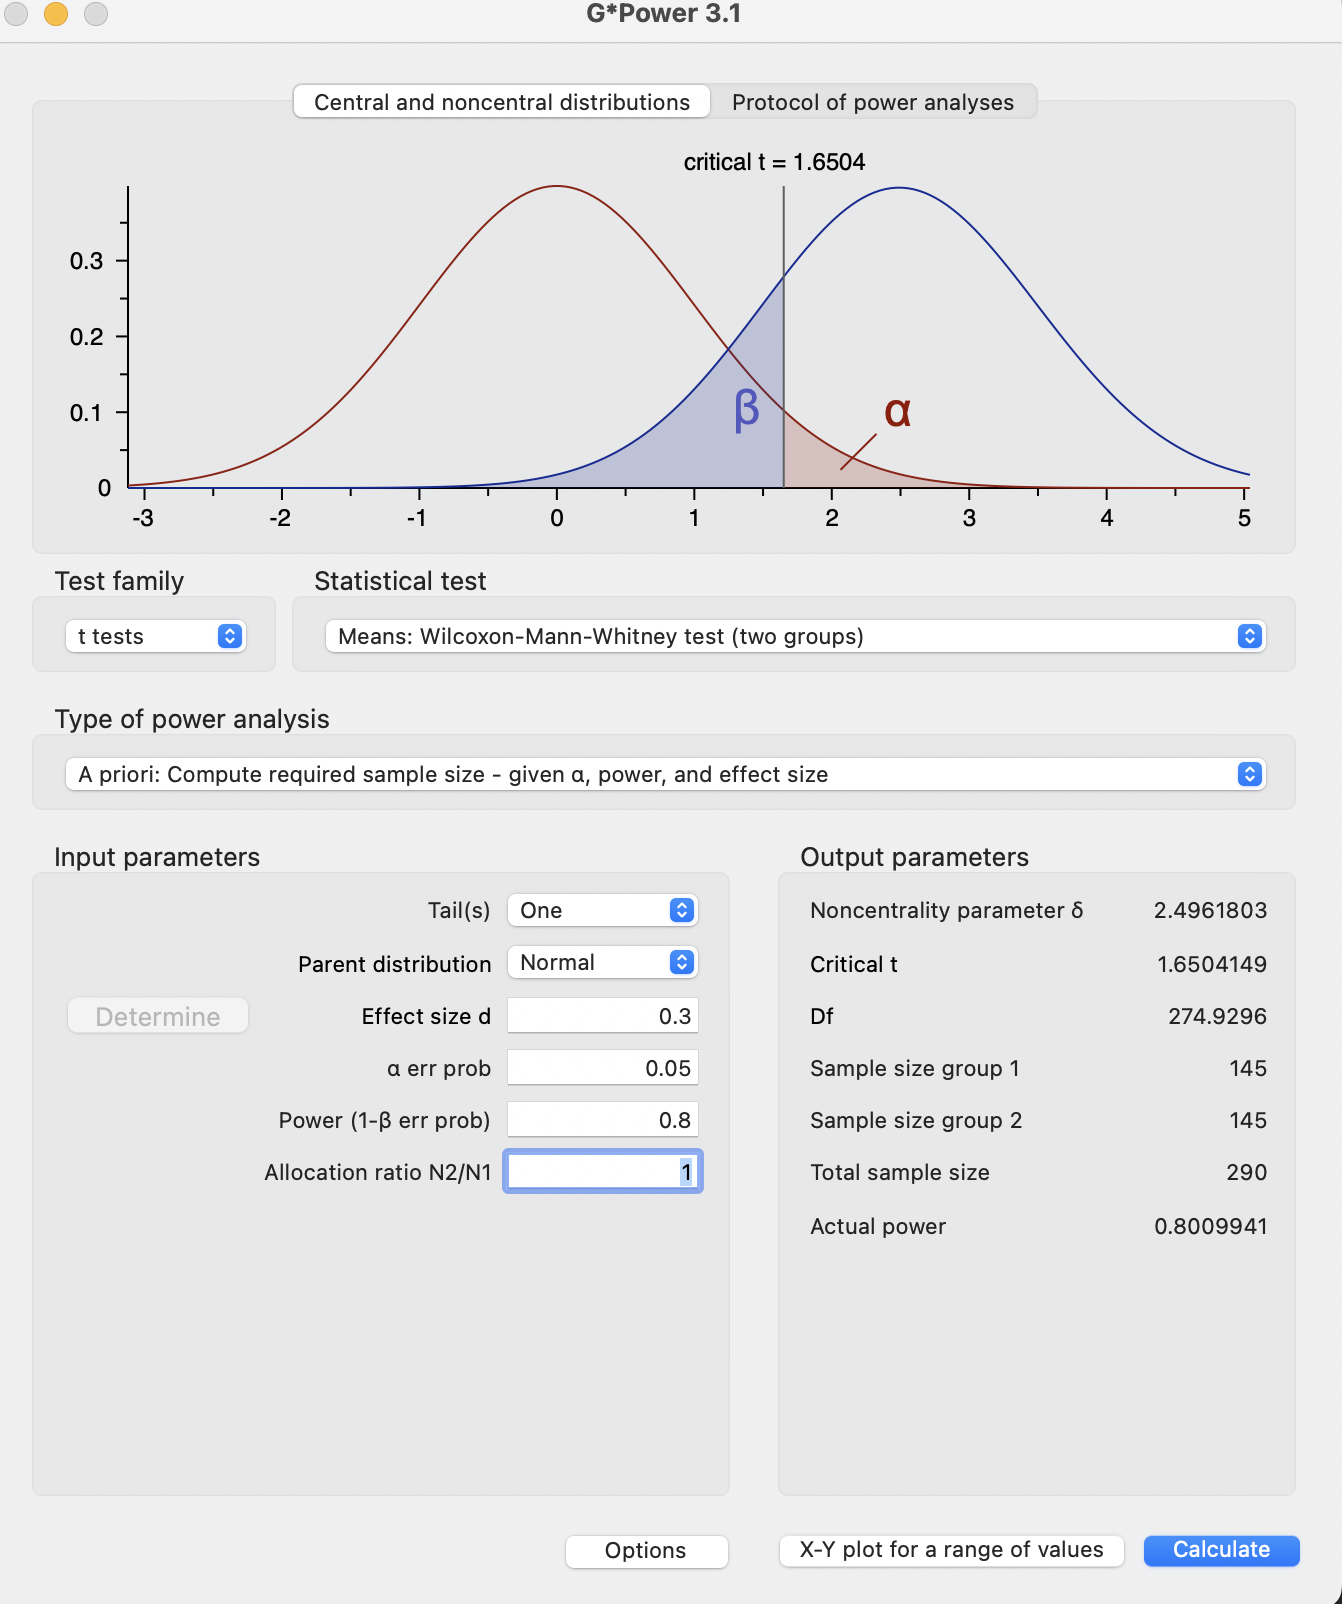 G*Power 3.1
Central and noncentral distributions Protocol of power analyses
critical t = 1.6504
0.3
0.2
0.1
0
β
α
-3 -2 -1 0 1 2 3 4 5
Test family Statistical test
t tests Means: Wilcoxon-Mann-Whitney test (two groups)
Type of power analysis
A priori: Compute required sample size - given α, power, and effect size
Input parameters
Tail(s) One
Parent distribution Normal
Determine Effect size d 0.3
α err prob 0.05
Power (1-β err prob) 0.8
Allocation ratio N2/N1 1
Output parameters
Noncentrality parameter δ 2.4961803
Critical t 1.6504149
Df 274.9296
Sample size group 1 145
Sample size group 2 145
Total sample size 290
Actual power 0.8009941
Options X-Y plot for a range of values Calculate